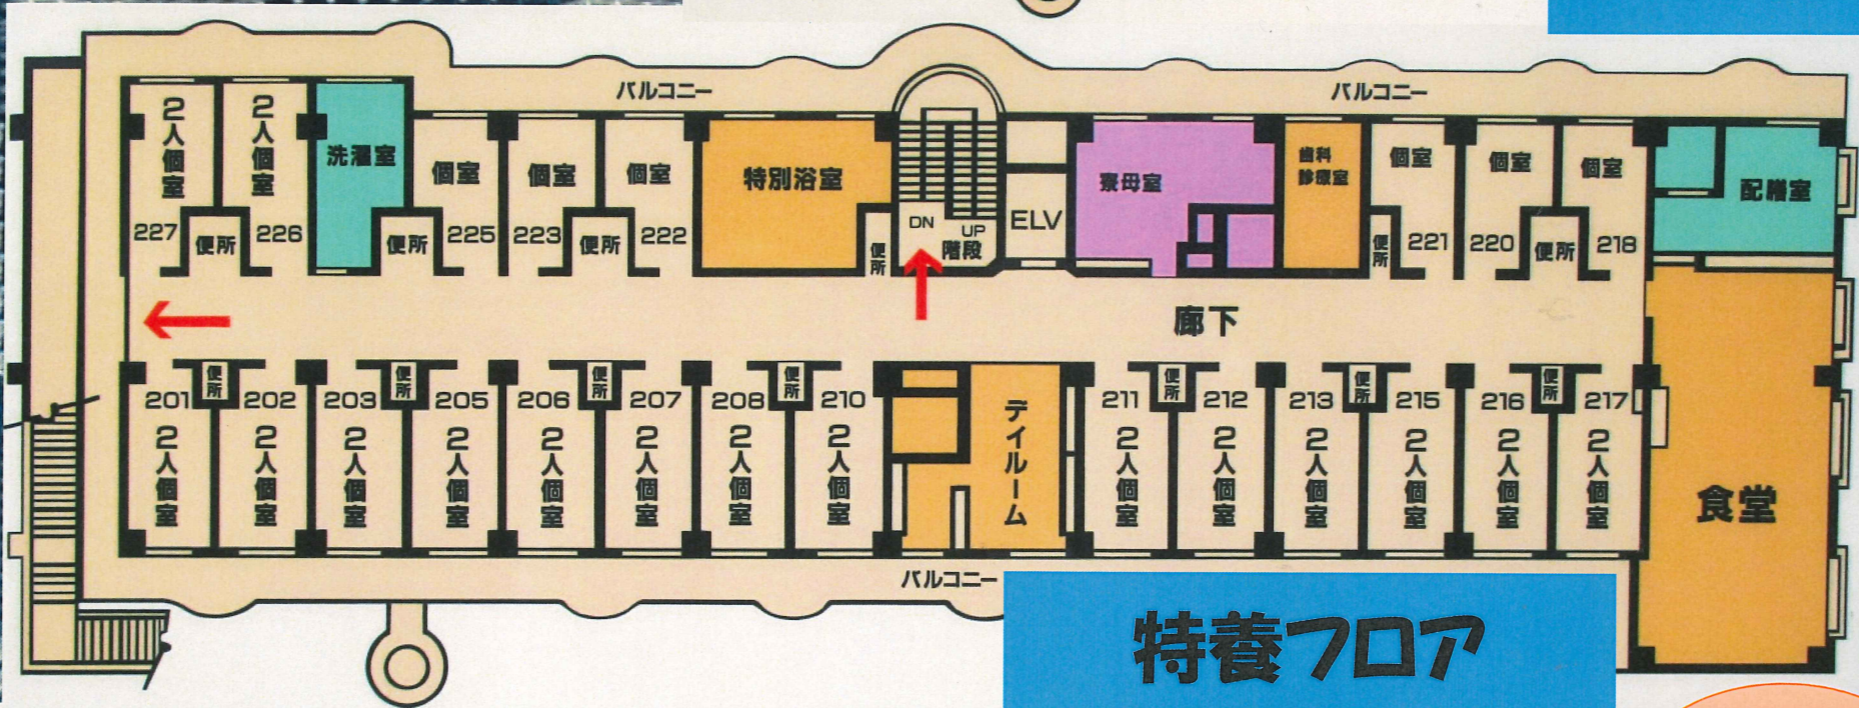 バルコニー
バルコニー
2人個室
2人個室
洗濯室
個室
個室
個室
特別浴室
寮母室
歯科
診療室
個室
個室
個室
配膳室
227
便所
226
便所
225
223
便所
222
便所
DN
UP
階段
ELV
便所
221
220
便所
218
廊下
201
便所
202
203
便所
205
206
便所
207
208
便所
210
211
便所
212
213
便所
215
216
便所
217
2人個室
2人個室
2人個室
2人個室
2人個室
2人個室
2人個室
2人個室
デイルーム
2人個室
2人個室
2人個室
2人個室
2人個室
2人個室
食堂
バルコニー
特養フロア